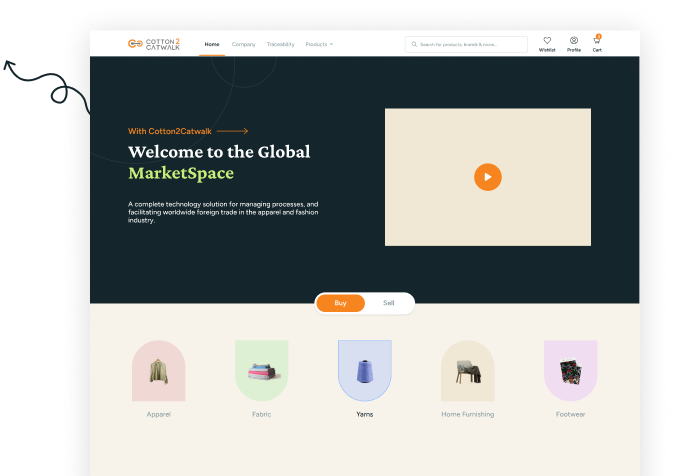 COTTON 2
CATWALK
Home
Company
Traceability
Products
Search for products, brands & more...
Wishlist
Profile
Cart
With Cotton2Catwalk
Welcome to the Global
MarketSpace
A complete technology solution for managing processes, and
facilitating worldwide foreign trade in the apparel and fashion
industry.
Buy
Sell
Apparel
Fabric
Yarns
Home Furnishing
Footwear